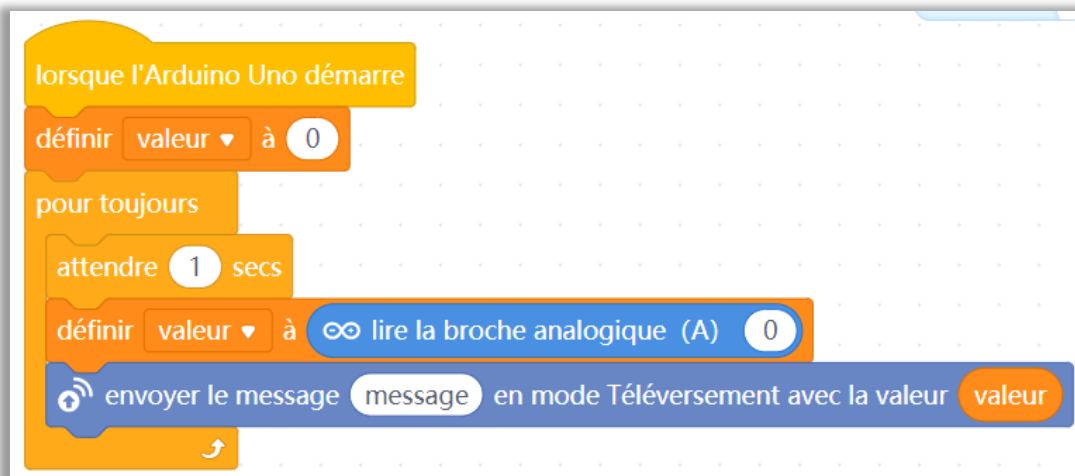 lorsque l'Arduino Uno démarre
définir valeur à 0
pour toujours
attendre 1 secs
définir valeur à lire la broche analogique (A) 0
envoyer le message message en mode Téléversement avec la valeur valeur